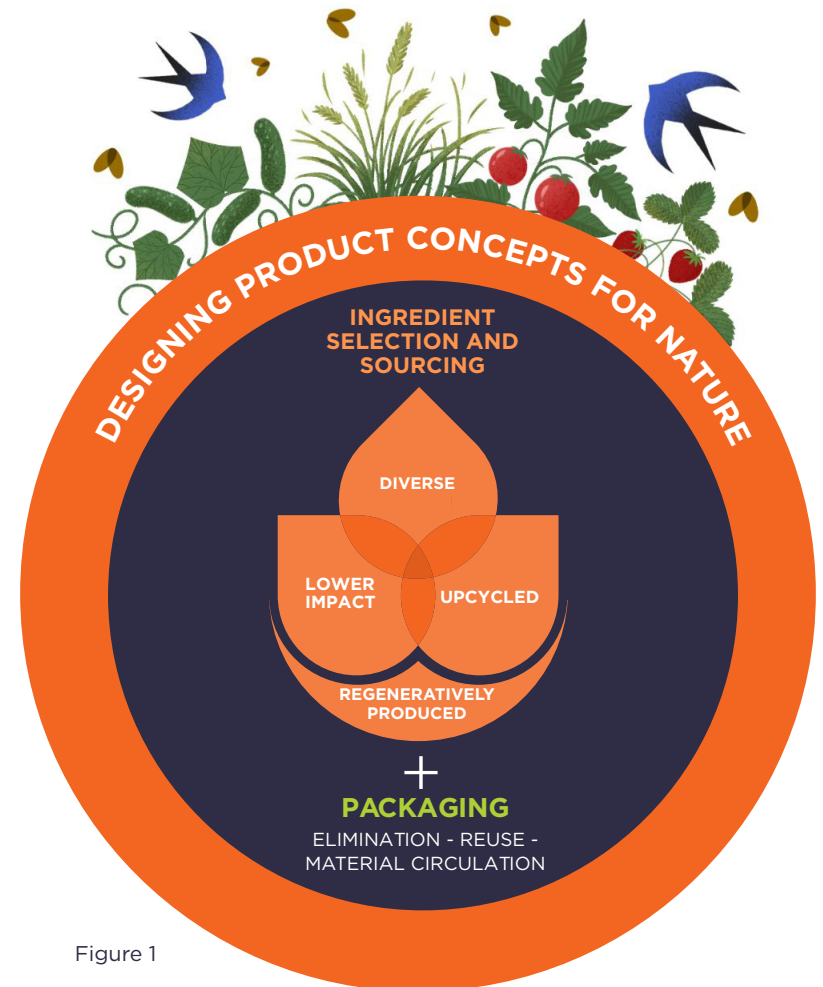 DESIGNING PRODUCT CONCEPTS FOR NATURE
INGREDIENT
SELECTION AND
SOURCING
DIVERSE
LOWER
IMPACT
UPCYCLED
REGENERATIVELY
PRODUCED
+
PACKAGING
ELIMINATION - REUSE -
MATERIAL CIRCULATION
Figure 1